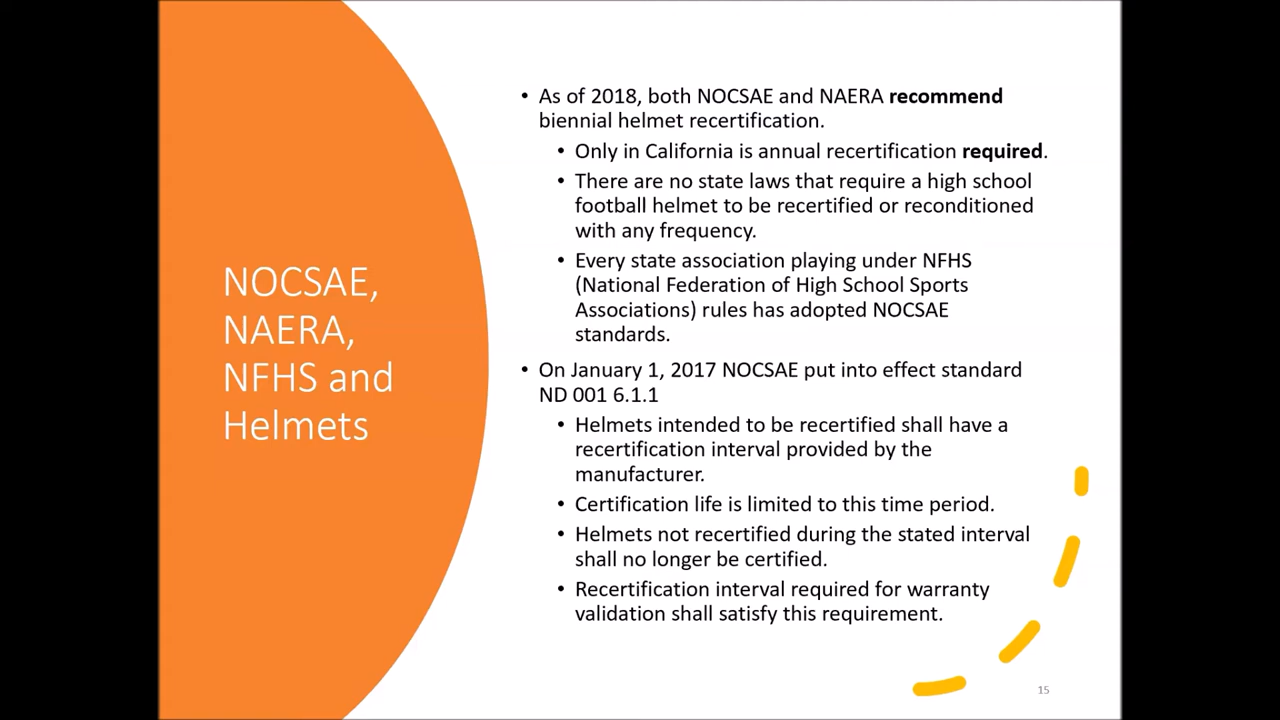 NOCSAE,
NAERA,
NFHS and
Helmets
• As of 2018, both NOCSAE and NAERA recommend
biennial helmet recertification.
• Only in California is annual recertification required.
• There are no state laws that require a high school
football helmet to be recertified or reconditioned
with any frequency.
• Every state association playing under NFHS
(National Federation of High School Sports
Associations) rules has adopted NOCSAE
standards.
• On January 1, 2017 NOCSAE put into effect standard
ND 001 6.1.1
• Helmets intended to be recertified shall have a
recertification interval provided by the
manufacturer.
• Certification life is limited to this time period.
• Helmets not recertified during the stated interval
shall no longer be certified.
• Recertification interval required for warranty
validation shall satisfy this requirement.
15